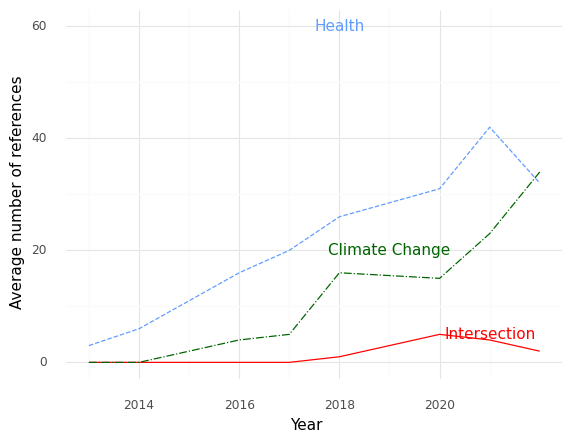 60
Health
40
Average number of references
20
Climate Change
Intersection
0
2014
2016
2018
2020
Year